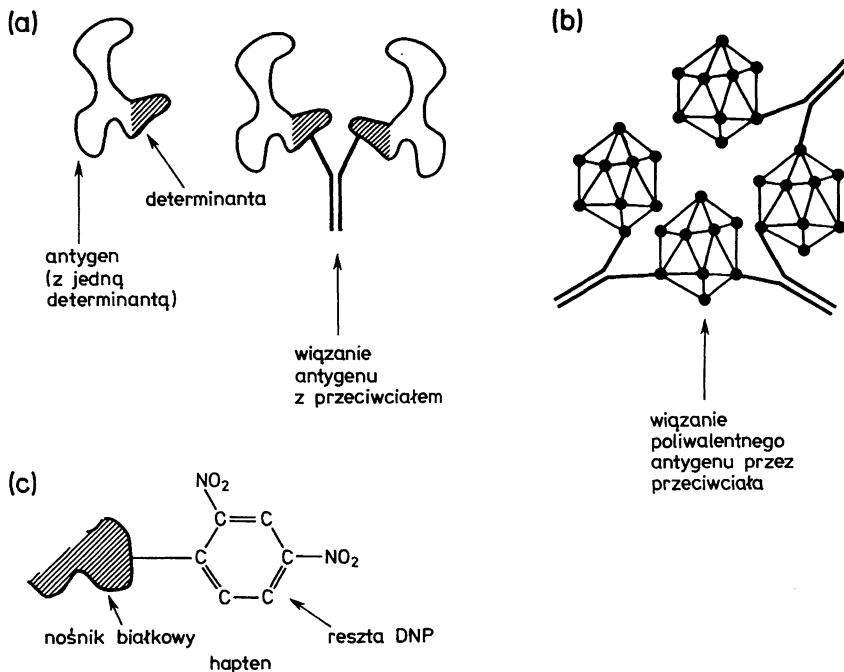 (a)
determinanta
antygen
(z jedną
determinantą)
wiązanie
antygenu
z przeciwciałem
(b)
wiązanie
poliwalentnego
antygenu przez
przeciwciała
(c)
NO₂
C
C
C
C
NO₂
C
C
nośnik białkowy
reszta DNP
hapten